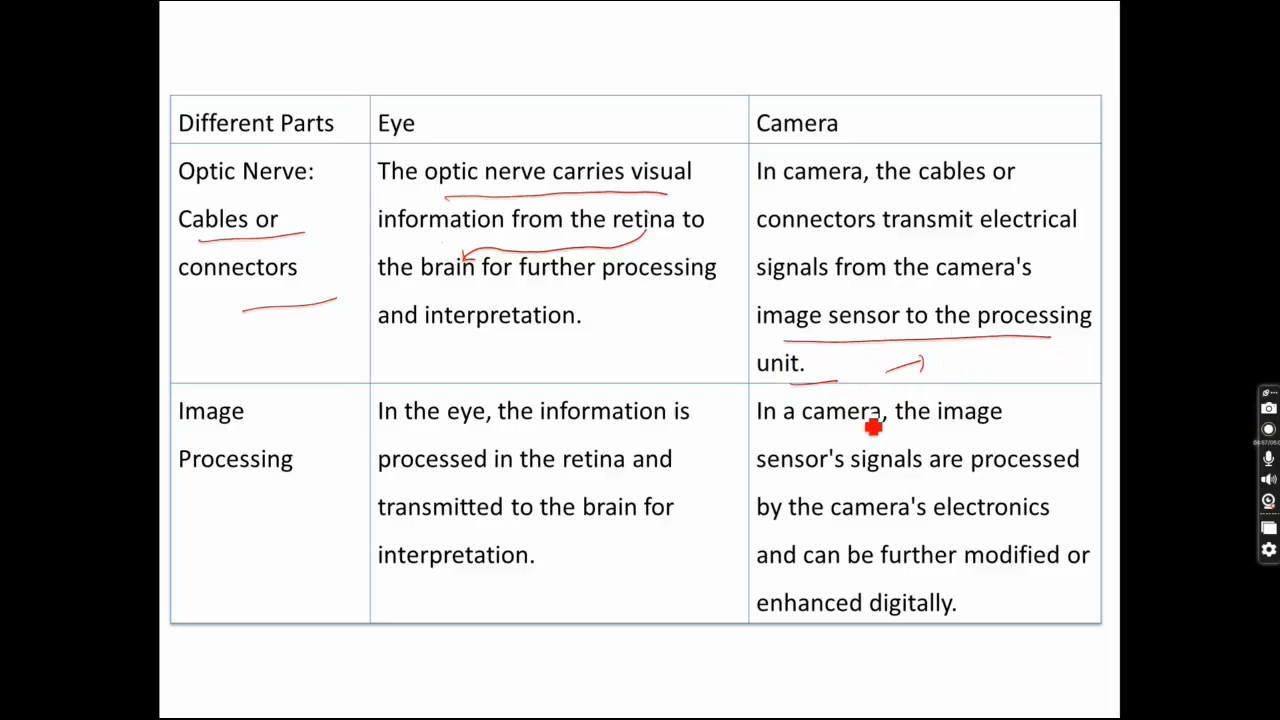 Different Parts
Eye
Camera
Optic Nerve:
Cables or
connectors
The optic nerve carries visual
information from the retina to
the brain for further processing
and interpretation.
In camera, the cables or
connectors transmit electrical
signals from the camera's
image sensor to the processing
unit.
Image
Processing
In the eye, the information is
processed in the retina and
transmitted to the brain for
interpretation.
In a camera, the image
sensor's signals are processed
by the camera's electronics
and can be further modified or
enhanced digitally.